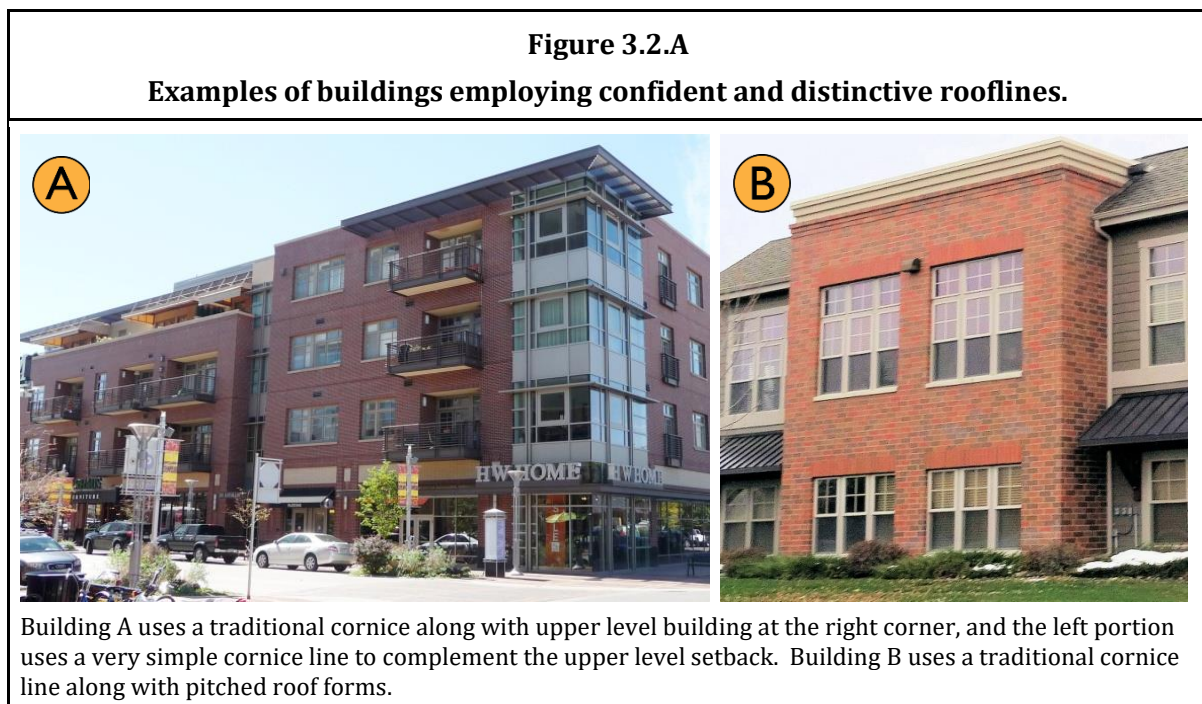 Figure 3.2.A
Examples of buildings employing confident and distinctive rooflines.
A
B
HW HOME HW HOME
SALE
Building A uses a traditional cornice along with upper level building at the right corner, and the left portion
uses a very simple cornice line to complement the upper level setback. Building B uses a traditional cornice
line along with pitched roof forms.